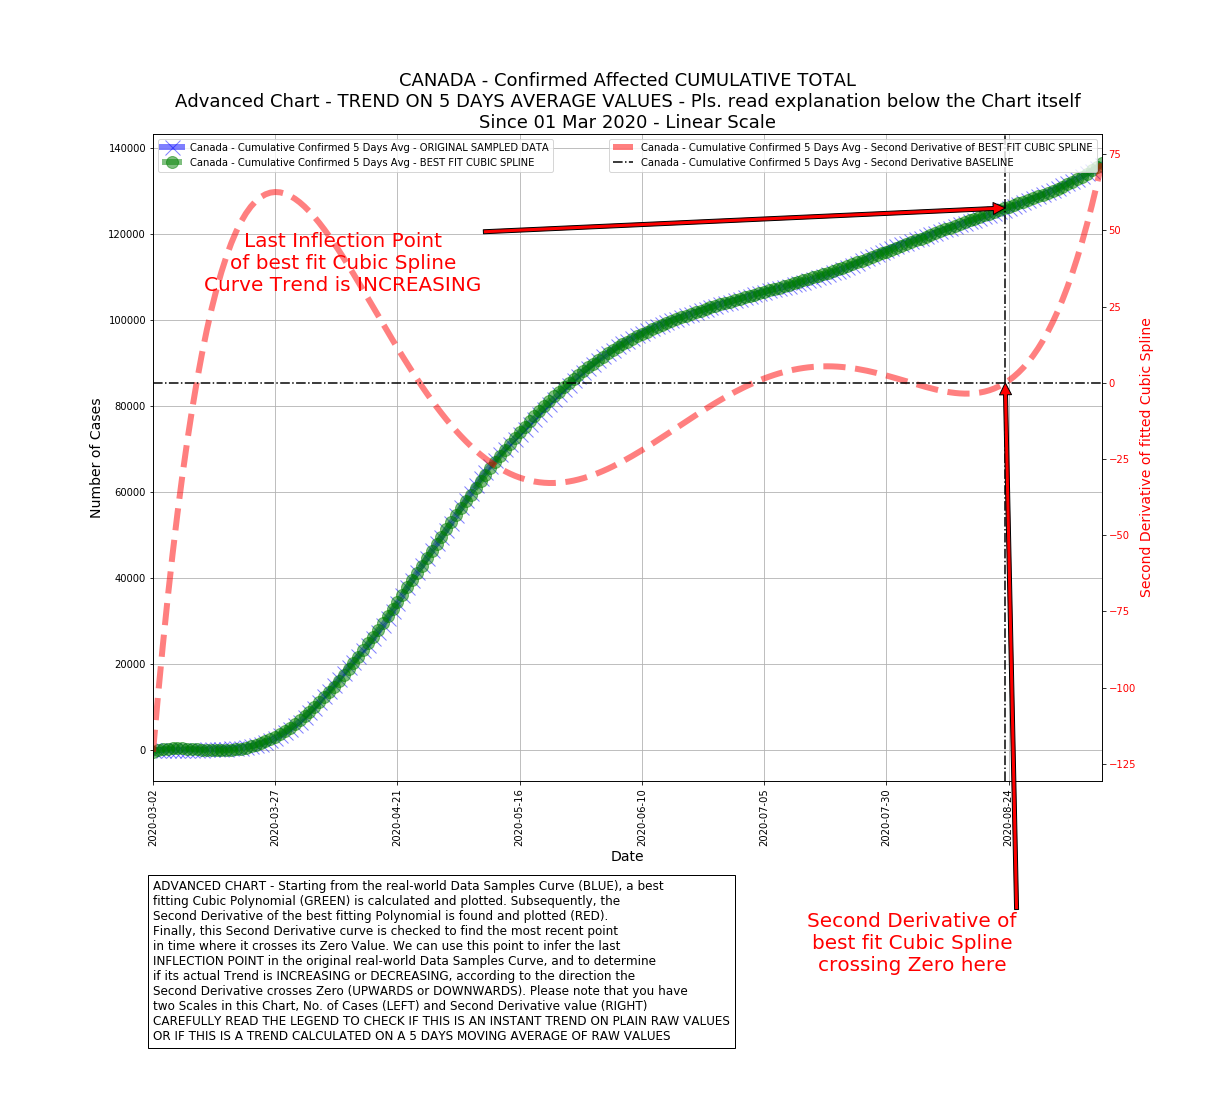 CANADA - Confirmed Affected CUMULATIVE TOTAL
Advanced Chart - TREND ON 5 DAYS AVERAGE VALUES - Pls. read explanation below the Chart itself
Since 01 Mar 2020 - Linear Scale
Canada - Cumulative Confirmed 5 Days Avg - ORIGINAL SAMPLED DATA
Canada - Cumulative Confirmed 5 Days Avg - BEST FIT CUBIC SPLINE
Canada - Cumulative Confirmed 5 Days Avg - Second Derivative of BEST FIT CUBIC SPLINE
Canada - Cumulative Confirmed 5 Days Avg - Second Derivative BASELINE
Number of Cases
140000
120000
100000
80000
60000
40000
20000
0
Last Inflection Point
of best fit Cubic Spline
Curve Trend is INCREASING
75
50
25
0
−25
−50
−75
−100
−125
Second Derivative of fitted Cubic Spline
2020-03-02
2020-03-27
2020-04-21
2020-05-16
2020-06-10
2020-07-05
2020-07-30
2020-08-24
Date
ADVANCED CHART - Starting from the real-world Data Samples Curve (BLUE), a best
fitting Cubic Polynomial (GREEN) is calculated and plotted. Subsequently, the
Second Derivative of the best fitting Polynomial is found and plotted (RED).
Finally, this Second Derivative curve is checked to find the most recent point
in time where it crosses its Zero Value. We can use this point to infer the last
INFLECTION POINT in the original real-world Data Samples Curve, and to determine
if its actual Trend is INCREASING or DECREASING, according to the direction the
Second Derivative crosses Zero (UPWARDS or DOWNWARDS). Please note that you have
two Scales in this Chart, No. of Cases (LEFT) and Second Derivative value (RIGHT)
CAREFULLY READ THE LEGEND TO CHECK IF THIS IS AN INSTANT TREND ON PLAIN RAW VALUES
OR IF THIS IS A TREND CALCULATED ON A 5 DAYS MOVING AVERAGE OF RAW VALUES
Second Derivative of
best fit Cubic Spline
crossing Zero here